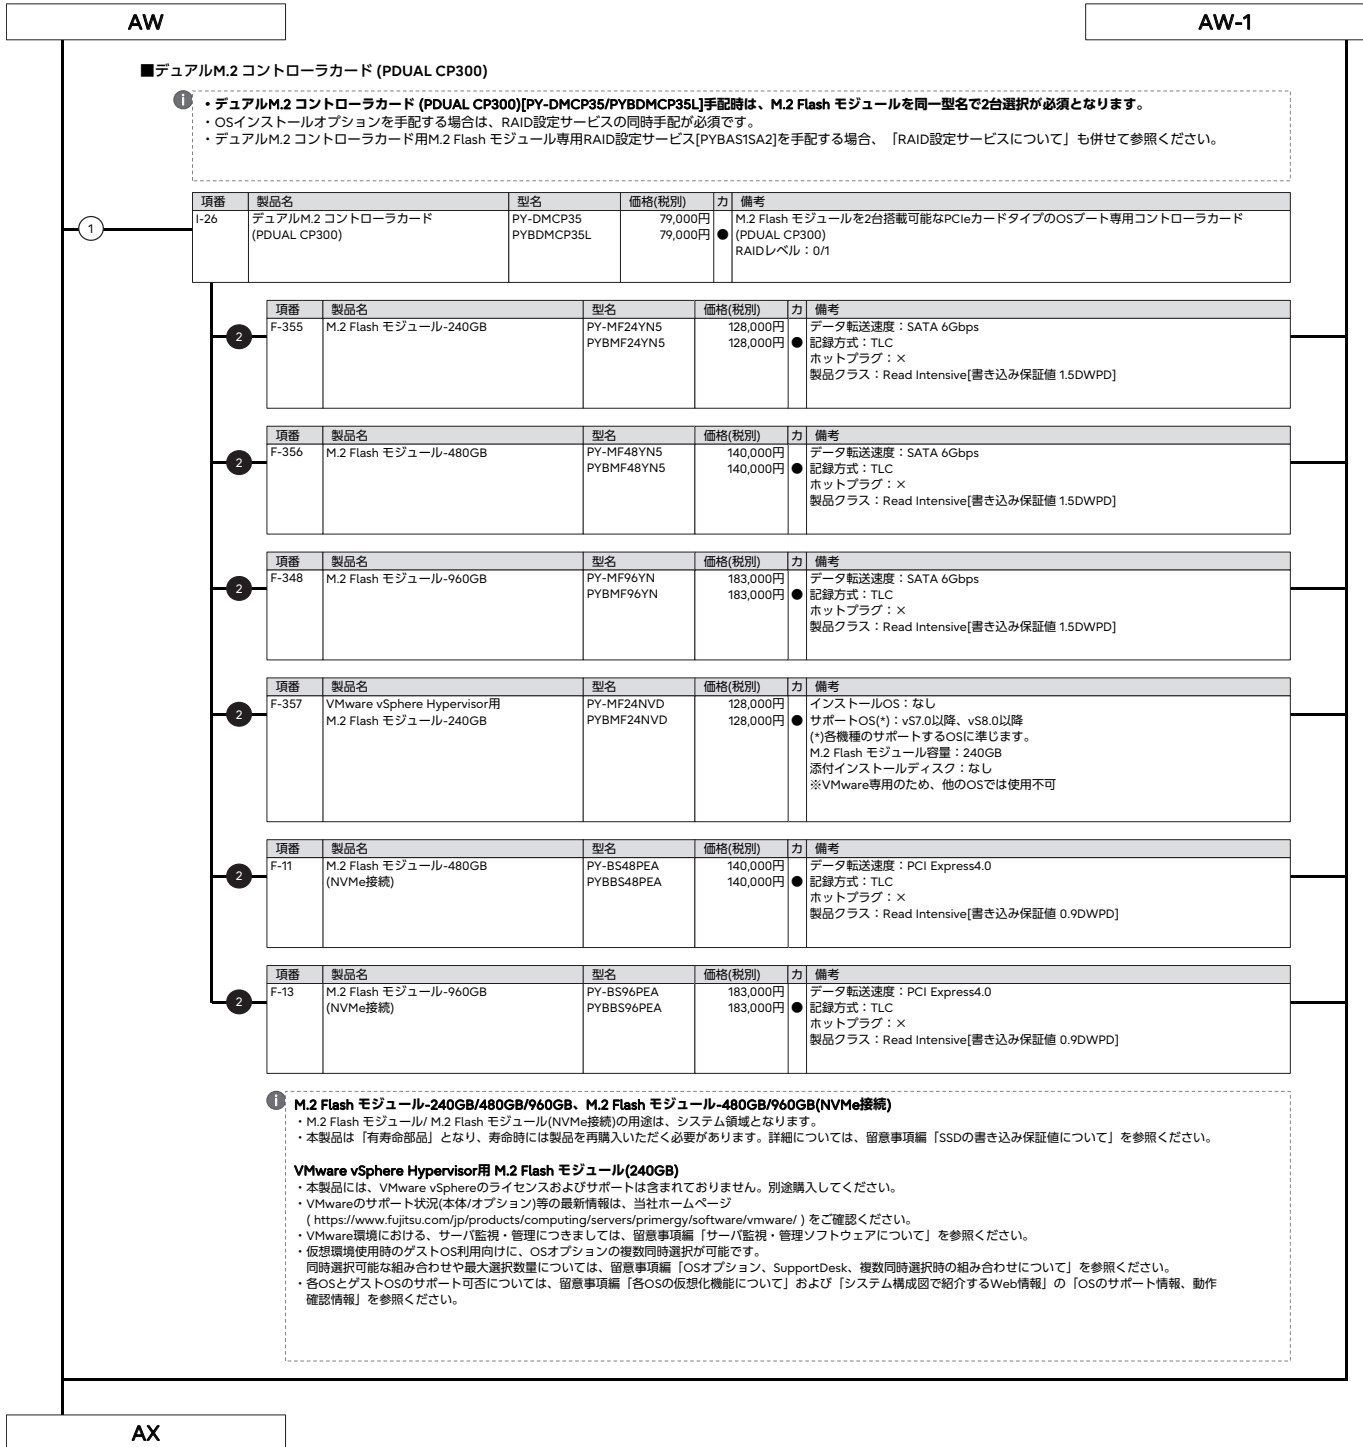 AW
AW-1
■デュアルM.2 コントローラカード (PDUAL CP300)
・デュアルM.2 コントローラカード (PDUAL CP300)[PY-DMCP35/PYBDMCP35L]手配時は、M.2 Flash モジュールを同一型名で2台選択が必須となります。
・OSインストールオプションを手配する場合は、RAID設定サービスの同時手配が必須です。
・デュアルM.2 コントローラカード用M.2 Flash モジュール専用RAID設定サービス[PYBAS1SA2]を手配する場合、「RAID設定サービスについて」も併せて参照ください。
項番 製品名 型名 価格(税別) カ 備考
1 I-26 デュアルM.2 コントローラカード PY-DMCP35 79,000円 M.2 Flash モジュールを2台搭載可能なPCIeカードタイプのOSブート専用コントローラカード
(PDUAL CP300) PYBDMCP35L 79,000円 ● (PDUAL CP300)
RAIDレベル：0/1
項番 製品名 型名 価格(税別) カ 備考
2 F-355 M.2 Flash モジュール-240GB PY-MF24YN5 128,000円 データ転送速度：SATA 6Gbps
PYBMF24YN5 128,000円 ● 記録方式：TLC
ホットプラグ：×
製品クラス：Read Intensive[書き込み保証値 1.5DWPD]
項番 製品名 型名 価格(税別) カ 備考
2 F-356 M.2 Flash モジュール-480GB PY-MF48YN5 140,000円 データ転送速度：SATA 6Gbps
PYBMF48YN5 140,000円 ● 記録方式：TLC
ホットプラグ：×
製品クラス：Read Intensive[書き込み保証値 1.5DWPD]
項番 製品名 型名 価格(税別) カ 備考
2 F-348 M.2 Flash モジュール-960GB PY-MF96YN 183,000円 データ転送速度：SATA 6Gbps
PYBMF96YN 183,000円 ● 記録方式：TLC
ホットプラグ：×
製品クラス：Read Intensive[書き込み保証値 1.5DWPD]
項番 製品名 型名 価格(税別) カ 備考
2 F-357 VMware vSphere Hypervisor用 PY-MF24NVD 128,000円 インストールOS：なし
M.2 Flash モジュール-240GB PYBMF24NVD 128,000円 ● サポートOS(*)：vS7.0以降、vS8.0以降
(*)各機種のサポートするOSに準じます。
M.2 Flash モジュール容量：240GB
添付インストールディスク：なし
※VMware専用のため、他のOSでは使用不可
項番 製品名 型名 価格(税別) カ 備考
2 F-11 M.2 Flash モジュール-480GB PY-BS48PEA 140,000円 データ転送速度：PCI Express4.0
(NVMe接続) PYBBS48PEA 140,000円 ● 記録方式：TLC
ホットプラグ：×
製品クラス：Read Intensive[書き込み保証値 0.9DWPD]
項番 製品名 型名 価格(税別) カ 備考
2 F-13 M.2 Flash モジュール-960GB PY-BS96PEA 183,000円 データ転送速度：PCI Express4.0
(NVMe接続) PYBBS96PEA 183,000円 ● 記録方式：TLC
ホットプラグ：×
製品クラス：Read Intensive[書き込み保証値 0.9DWPD]
M.2 Flash モジュール-240GB/480GB/960GB、M.2 Flash モジュール-480GB/960GB(NVMe接続)
・M.2 Flash モジュール/ M.2 Flash モジュール(NVMe接続)の用途は、システム領域となります。
・本製品は「有寿命部品」となり、寿命時には製品を再購入いただく必要があります。詳細については、留意事項編「SSDの書き込み保証値について」を参照ください。
VMware vSphere Hypervisor用 M.2 Flash モジュール(240GB)
・本製品には、VMware vSphereのライセンスおよびサポートは含まれておりません。別途購入してください。
・VMwareのサポート状況(本体/オプション)等の最新情報は、当社ホームページ
( https://www.fujitsu.com/jp/products/computing/servers/primergy/software/vmware/ ) をご確認ください。
・VMware環境における、サーバ監視・管理につきましては、留意事項編「サーバ監視・管理ソフトウェアについて」を参照ください。
・仮想環境使用時のゲストOS利用向けに、OSオプションの複数同時選択が可能です。
同時選択可能な組み合わせや最大選択数量については、留意事項編「OSオプション、SupportDesk、複数同時選択時の組み合わせについて」を参照ください。
・各OSとゲストOSのサポート可否については、留意事項編「各OSの仮想化機能について」および「システム構成図で紹介するWeb情報」の「OSのサポート情報、動作
確認情報」を参照ください。
AX